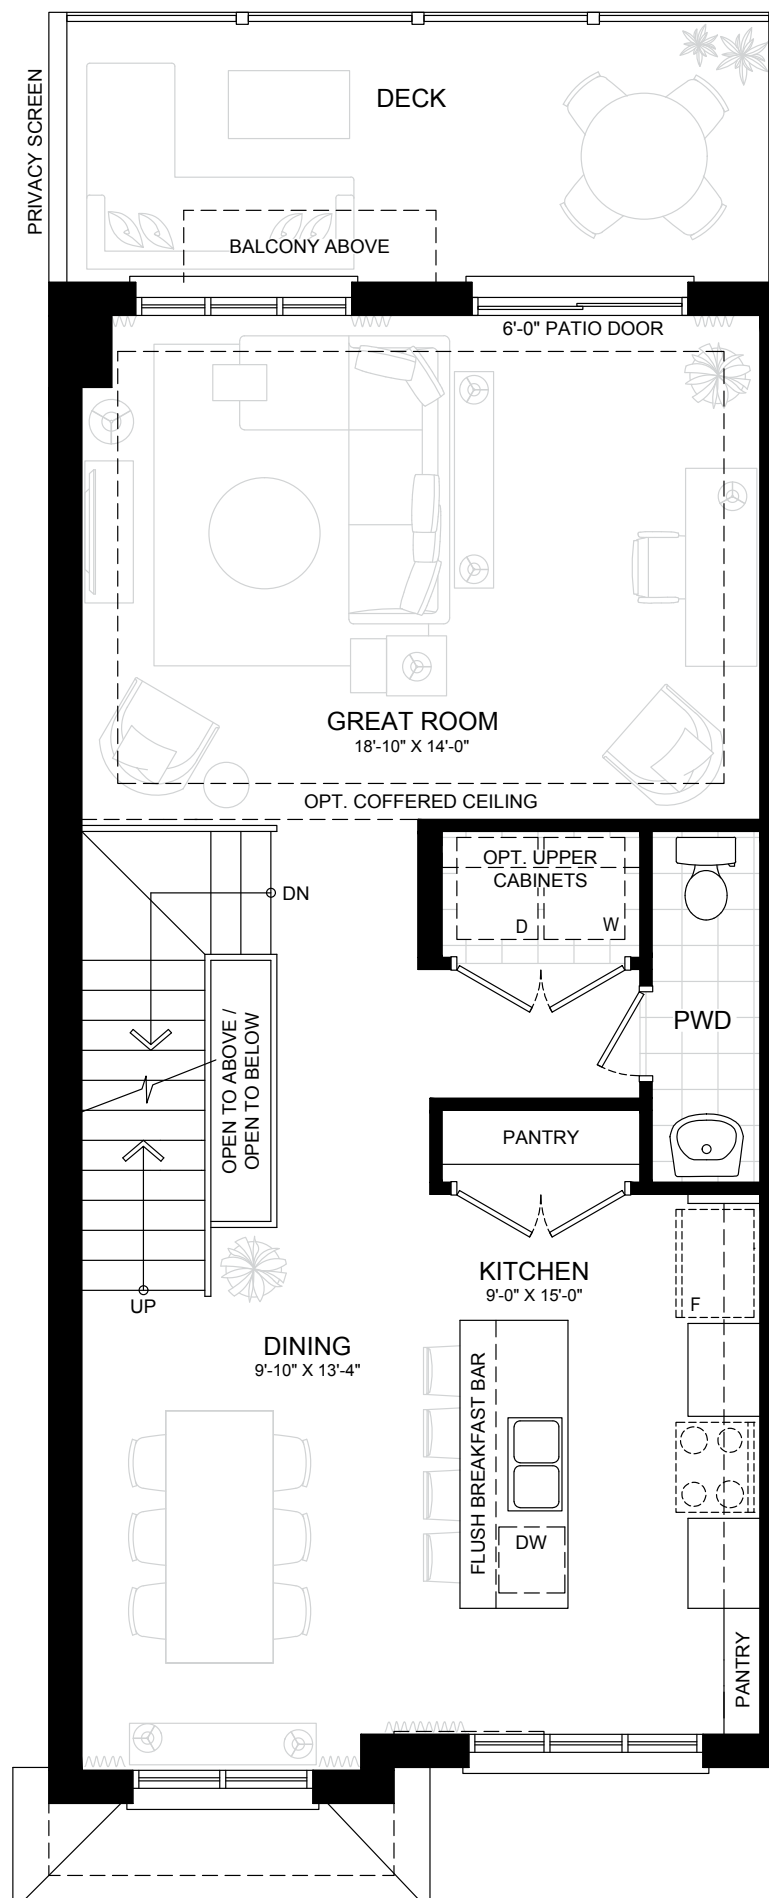 PRIVACY SCREEN
DECK
BALCONY ABOVE
6'-0" PATIO DOOR
GREAT ROOM
18'-10" X 14'-0"
OPT. COFFERED CEILING
OPT. UPPER
CABINETS
D
W
DN
OPEN TO ABOVE /
OPEN TO BELOW
PWD
PANTRY
UP
KITCHEN
9'-0" X 15'-0"
F
DINING
9'-10" X 13'-4"
FLUSH BREAKFAST BAR
DW
PANTRY